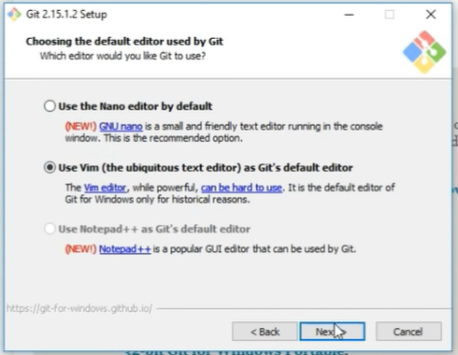 Git 2.15.1.2 Setup
Choosing the default editor used by Git
Which editor would you like Git to use?
Use the Nano editor by default
(NEW!) GNU nano is a small and friendly text editor running in the console
window. This is the recommended option.
Use Vim (the ubiquitous text editor) as Git's default editor
The Vim editor, while powerful, can be hard to use. It is the default editor of
Git for Windows only for historical reasons.
Use Notepad++ as Git's default editor
(NEW!) Notepad++ is a popular GUI editor that can be used by Git.
https://git-for-windows.github.io/
< Back
Next >
Cancel